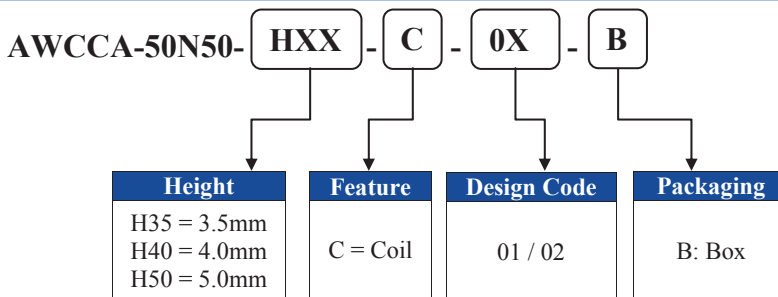 AWCCA-50N50- HXX - C - 0X - B
Height
H35 = 3.5mm
H40 = 4.0mm
H50 = 5.0mm
Feature
C = Coil
Design Code
01 / 02
Packaging
B: Box